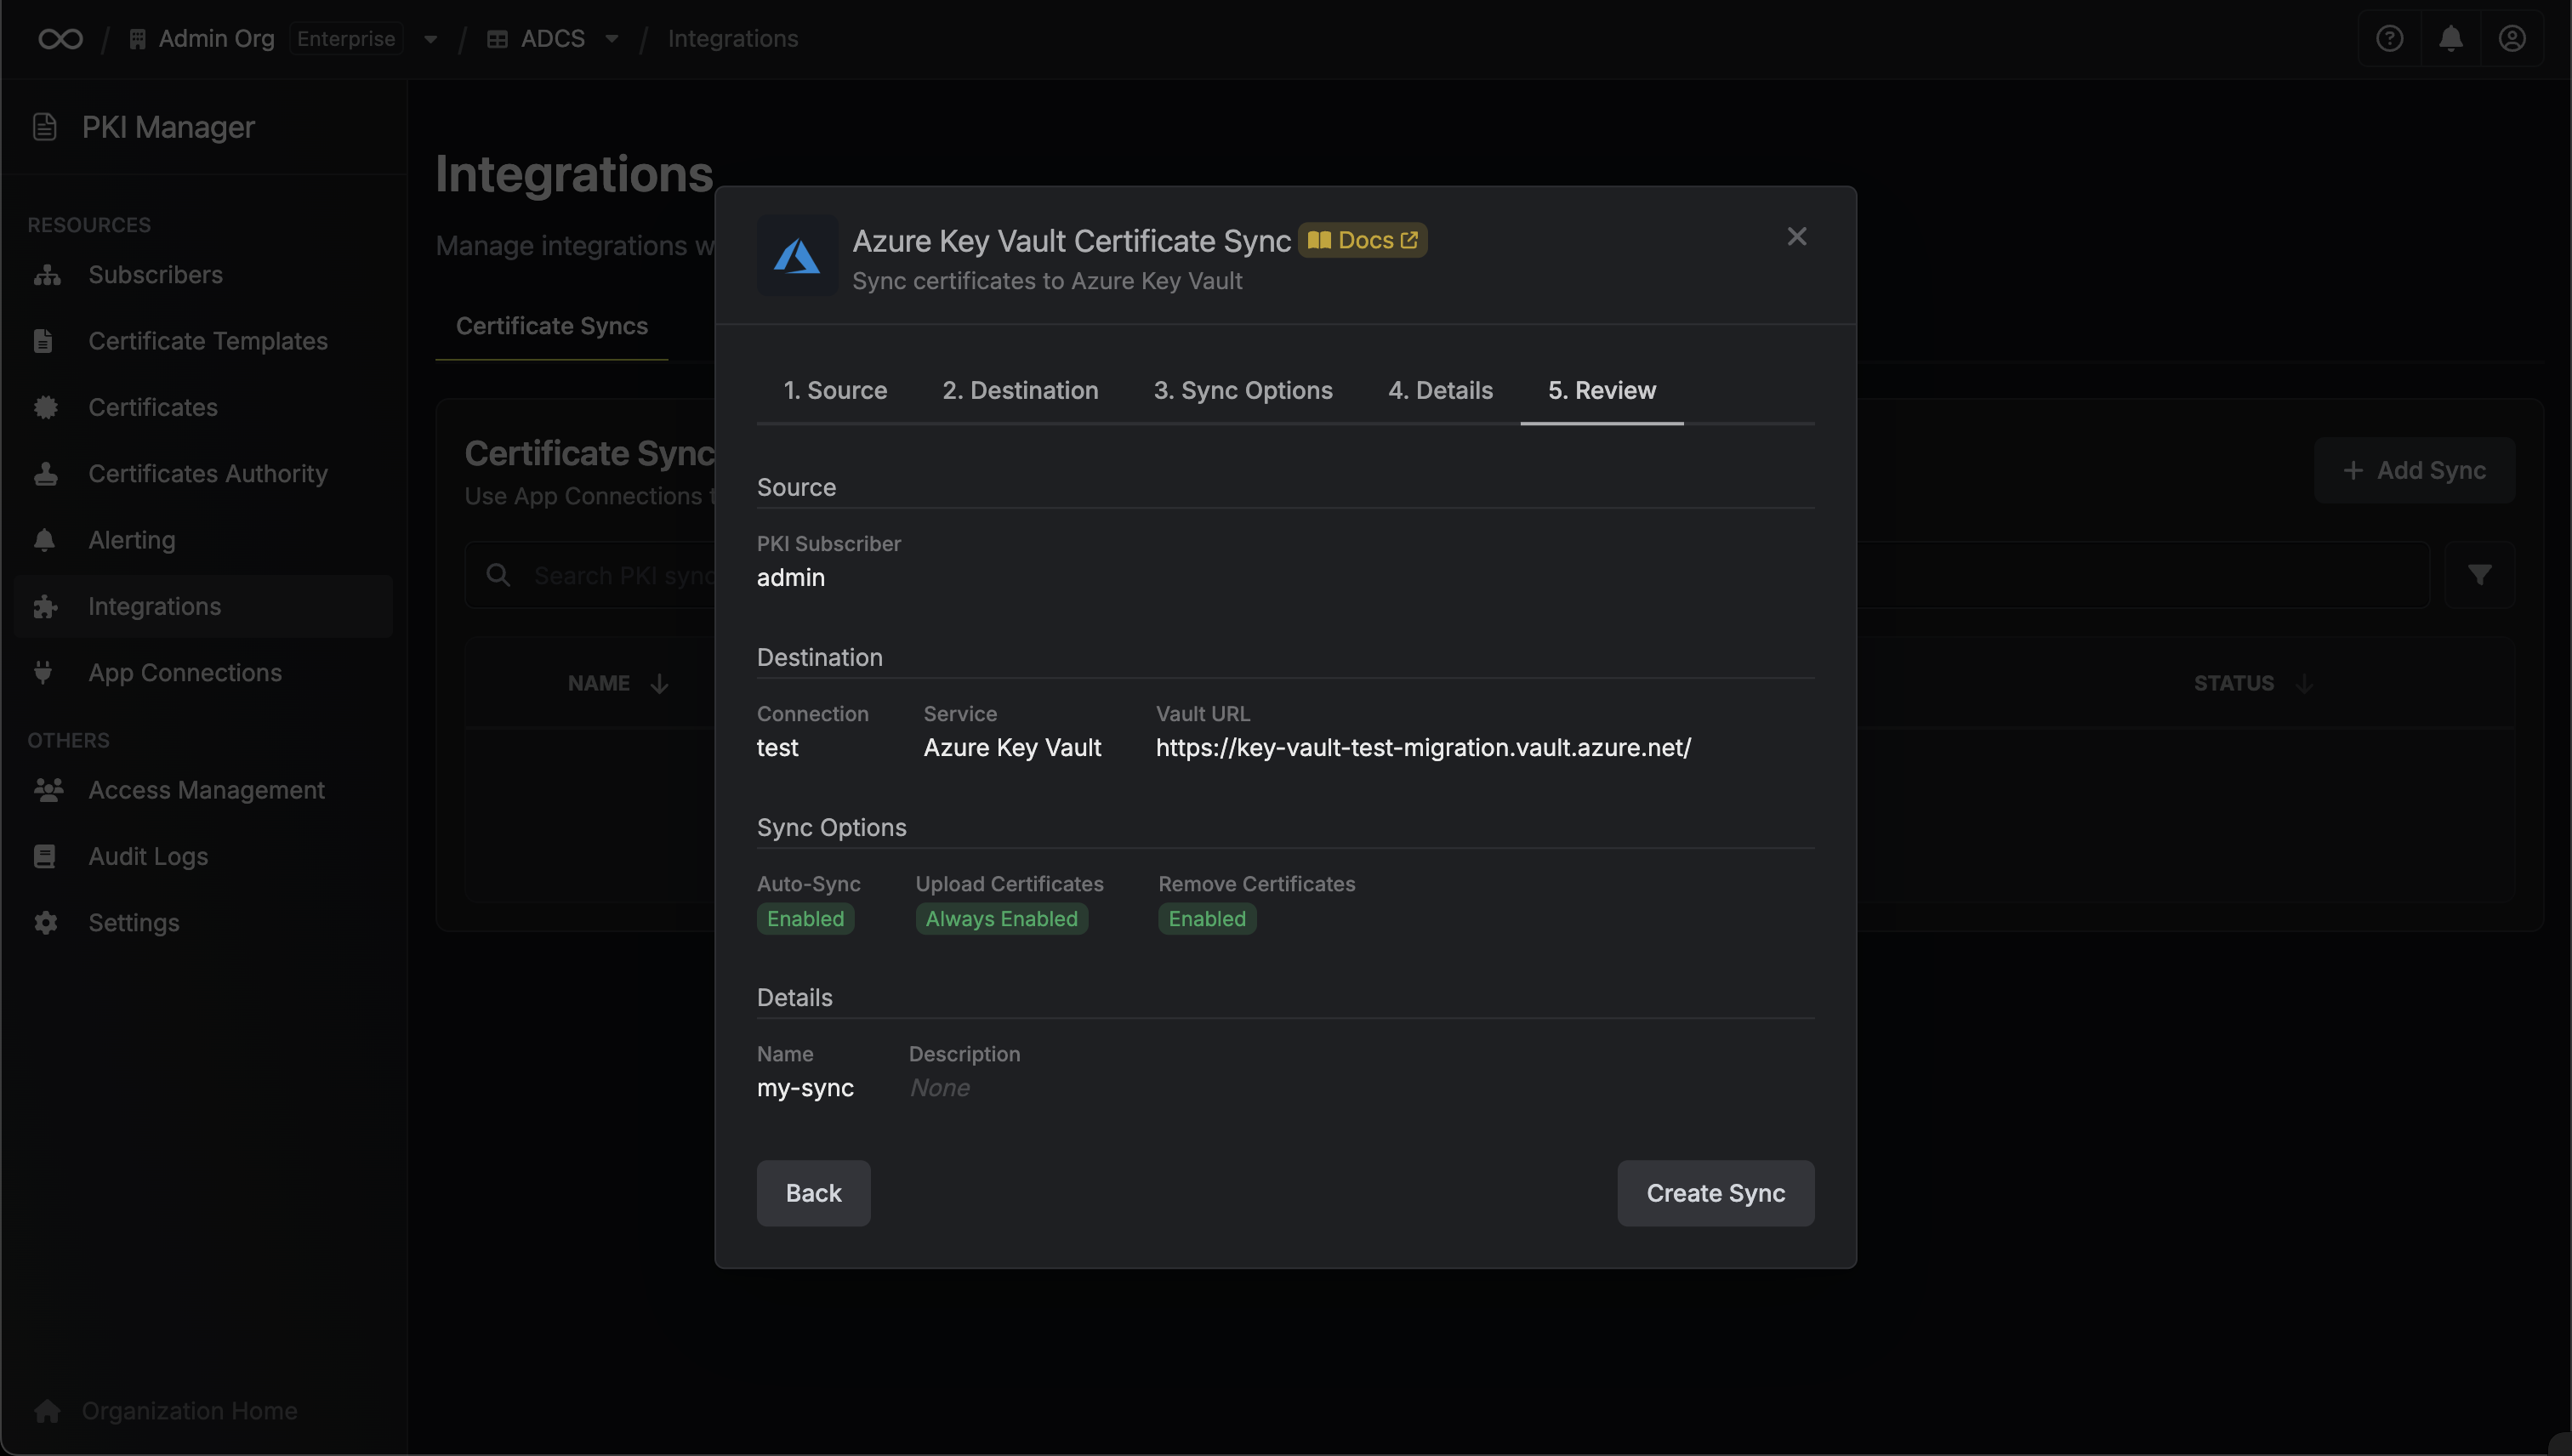 Admin Org Enterprise / ADCS / Integrations
PKI Manager
RESOURCES
Subscribers
Certificate Templates
Certificates
Certificates Authority
Alerting
Integrations
App Connections
OTHERS
Access Management
Audit Logs
Settings
Organization Home
Integrations
Manage integrations w
Certificate Syncs
Certificate Sync
Use App Connections t
Add Sync
Search PKI sync
NAME
STATUS
Azure Key Vault Certificate Sync Docs
Sync certificates to Azure Key Vault
1. Source 2. Destination 3. Sync Options 4. Details 5. Review
Source
PKI Subscriber
admin
Destination
Connection Service Vault URL
test Azure Key Vault https://key-vault-test-migration.vault.azure.net/
Sync Options
Auto-Sync Upload Certificates Remove Certificates
Enabled Always Enabled Enabled
Details
Name Description
my-sync None
Back Create Sync